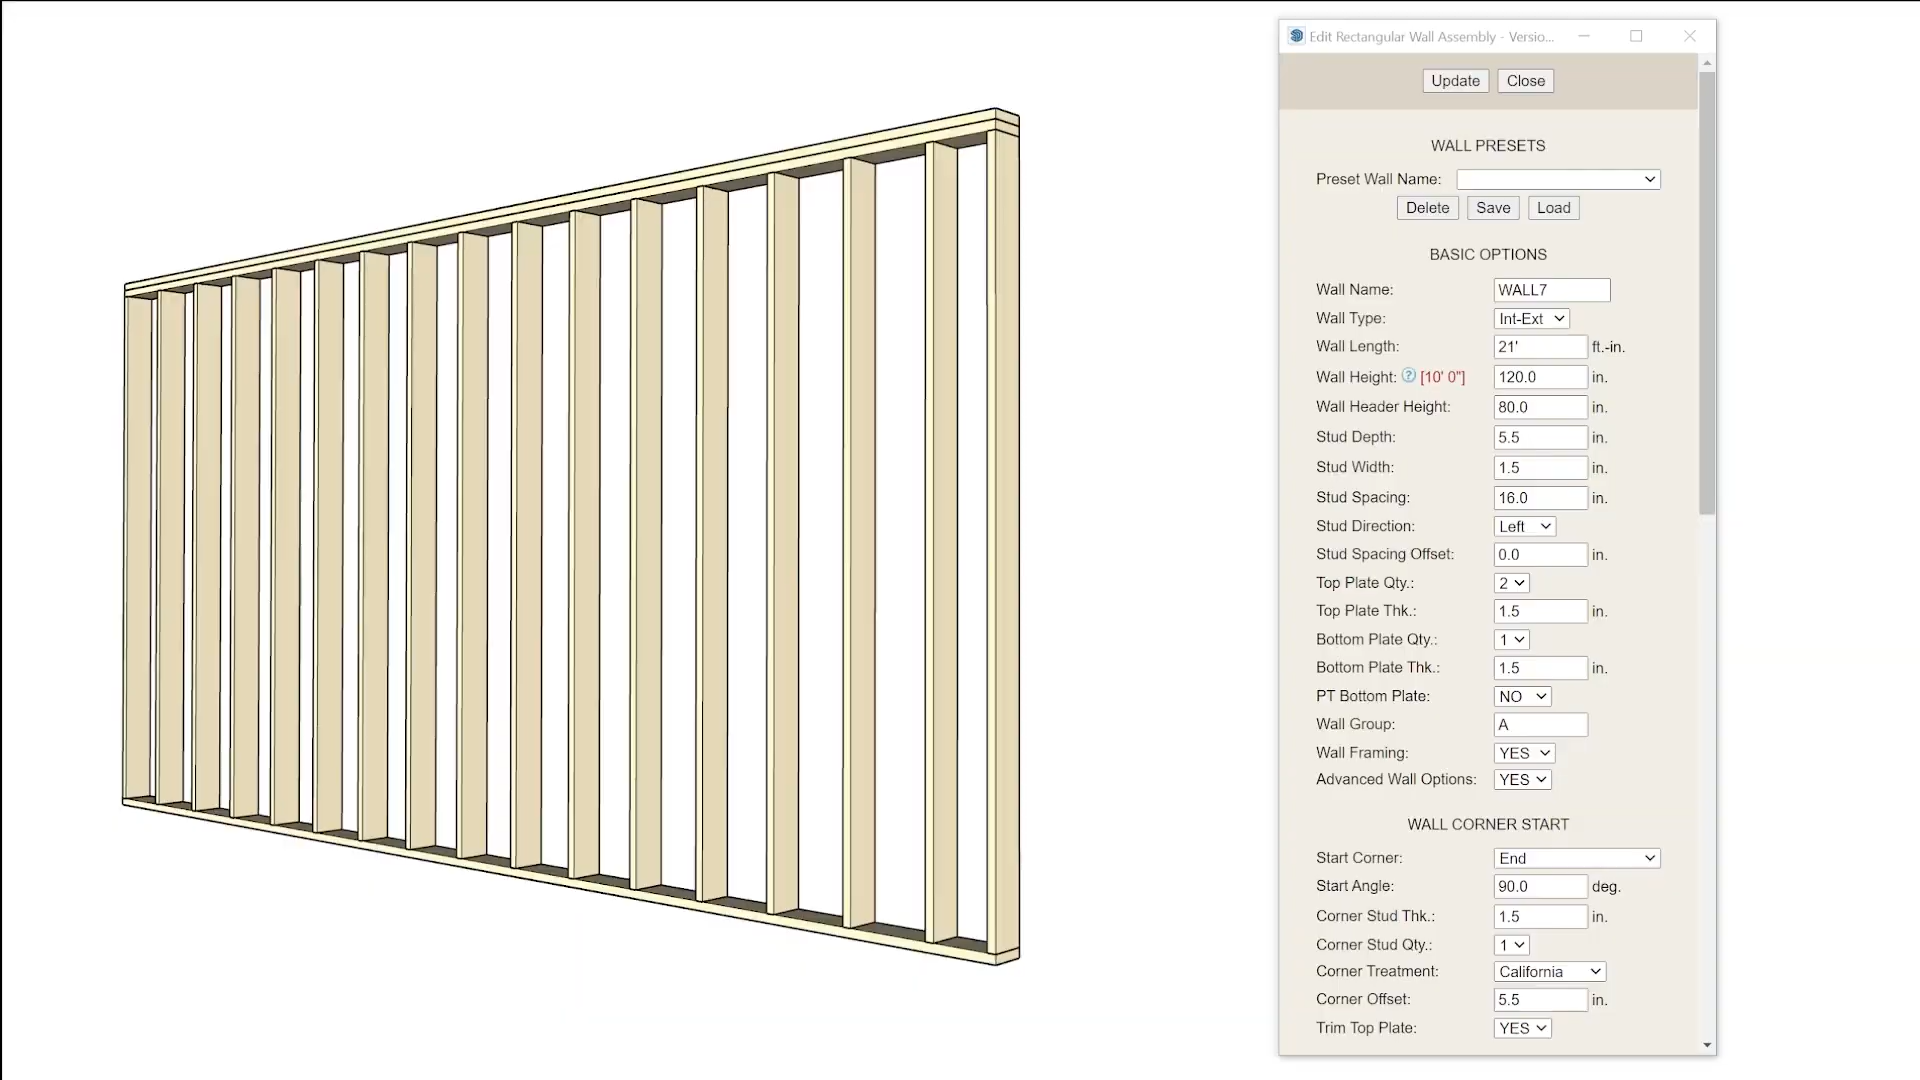 Edit Rectangular Wall Assembly - Versio...
Update Close
WALL PRESETS
Preset Wall Name:
Delete Save Load
BASIC OPTIONS
Wall Name: WALL7
Wall Type: Int-Ext
Wall Length: 21' ft.-in.
Wall Height: ? [10' 0"] 120.0 in.
Wall Header Height: 80.0 in.
Stud Depth: 5.5 in.
Stud Width: 1.5 in.
Stud Spacing: 16.0 in.
Stud Direction: Left
Stud Spacing Offset: 0.0 in.
Top Plate Qty.: 2
Top Plate Thk.: 1.5 in.
Bottom Plate Qty.: 1
Bottom Plate Thk.: 1.5 in.
PT Bottom Plate: NO
Wall Group: A
Wall Framing: YES
Advanced Wall Options: YES
WALL CORNER START
Start Corner: End
Start Angle: 90.0 deg.
Corner Stud Thk.: 1.5 in.
Corner Stud Qty.: 1
Corner Treatment: California
Corner Offset: 5.5 in.
Trim Top Plate: YES